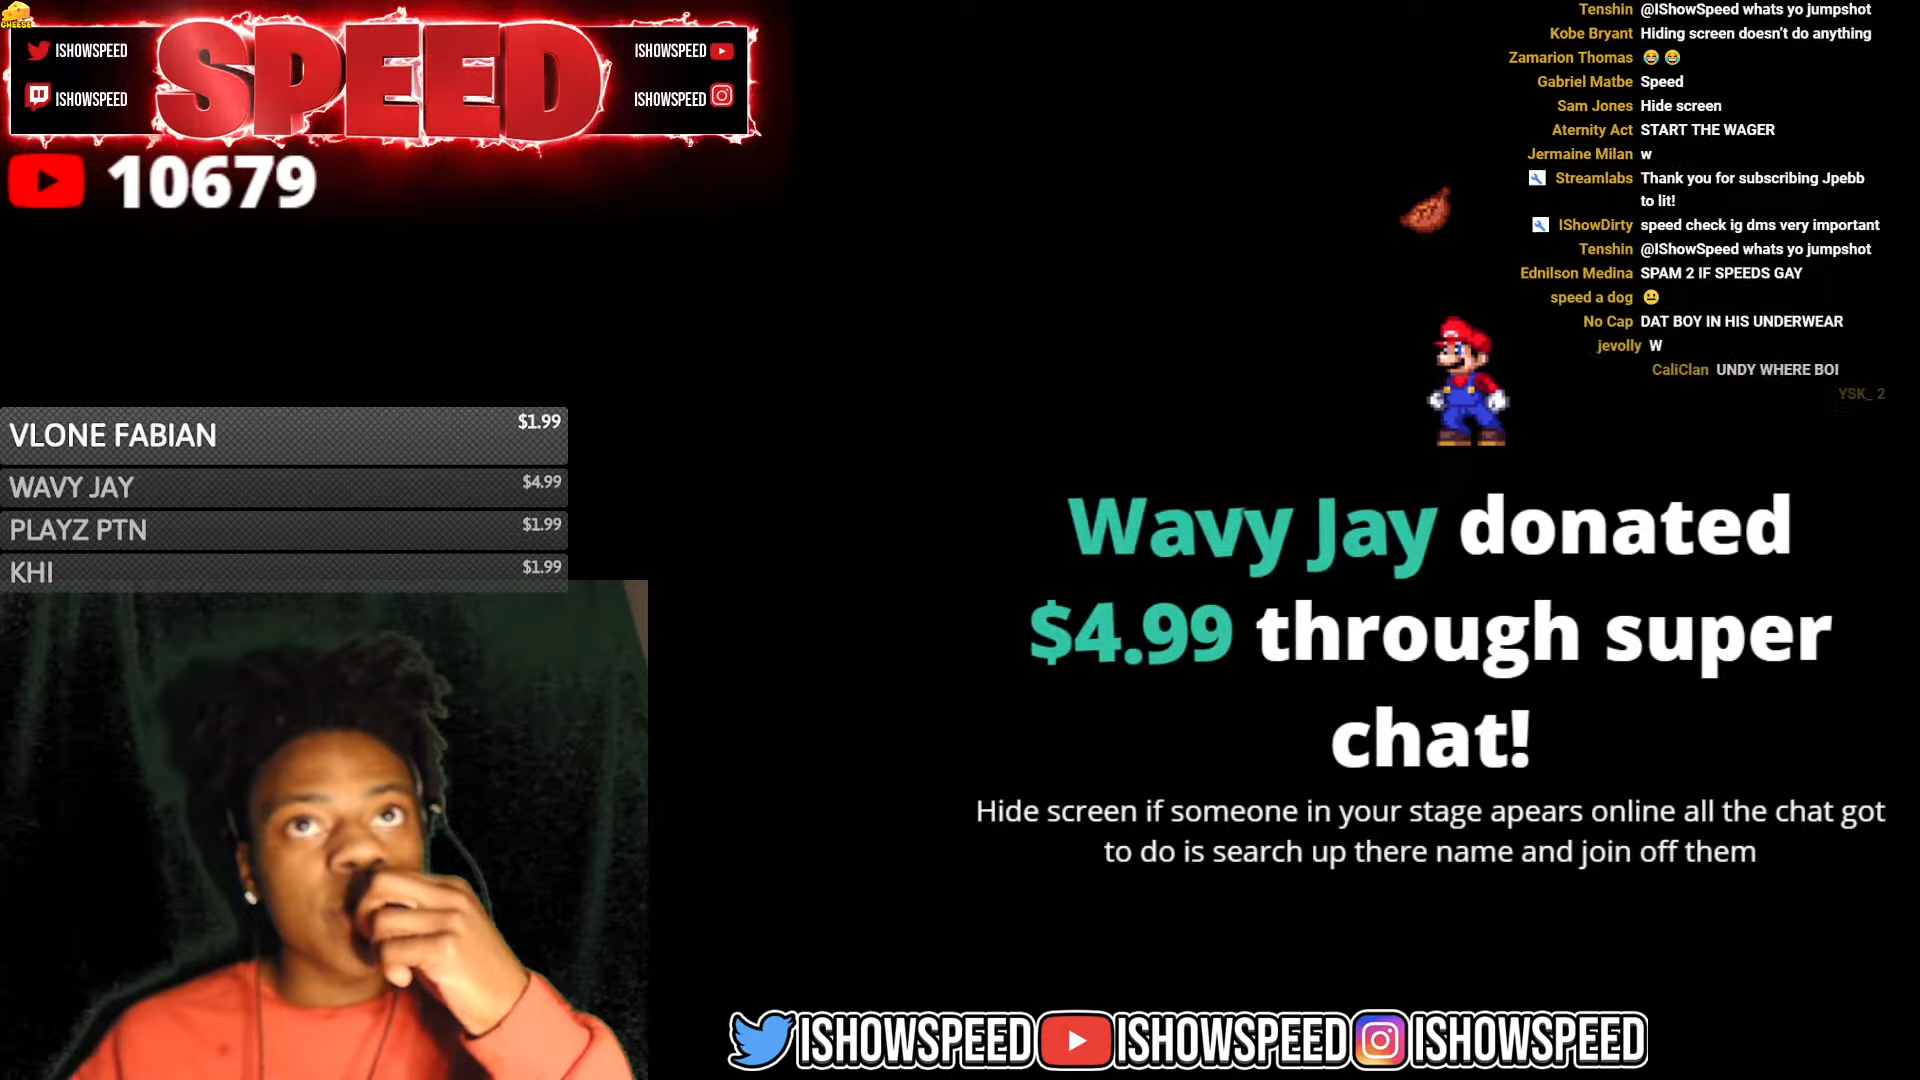 CHEESE
ISHOWSPEED
ISHOWSPEED
SPEED
ISHOWSPEED
ISHOWSPEED
10679
VLONE FABIAN $1.99
WAVY JAY $4.99
PLAYZ PTN $1.99
KHI $1.99
Tenshin @IShowSpeed whats yo jumpshot
Kobe Bryant Hiding screen doesn't do anything
Zamarion Thomas 😂 😂
Gabriel Matbe Speed
Sam Jones Hide screen
Aternity Act START THE WAGER
Jermaine Milan w
Streamlabs Thank you for subscribing Jpebb
to lit!
IShowDirty speed check ig dms very important
Tenshin @IShowSpeed whats yo jumpshot
Ednilson Medina SPAM 2 IF SPEEDS GAY
speed a dog 😐
No Cap DAT BOY IN HIS UNDERWEAR
jevolly W
CaliClan UNDY WHERE BOI
YSK_ 2
Wavy Jay donated
$4.99 through super
chat!
Hide screen if someone in your stage apears online all the chat got
to do is search up there name and join off them
ISHOWSPEED ISHOWSPEED ISHOWSPEED